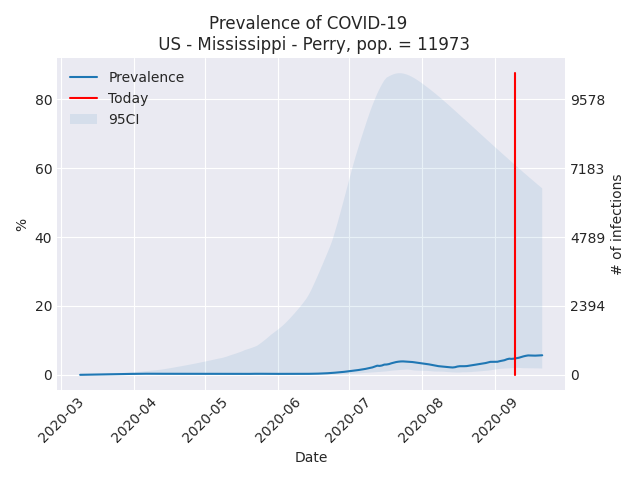 Prevalence of COVID-19
US - Mississippi - Perry, pop. = 11973
Prevalence
Today
95CI
80
60
40
20
0
%
9578
7183
4789
2394
0
# of infections
2020-03
2020-04
2020-05
2020-06
2020-07
2020-08
2020-09
Date